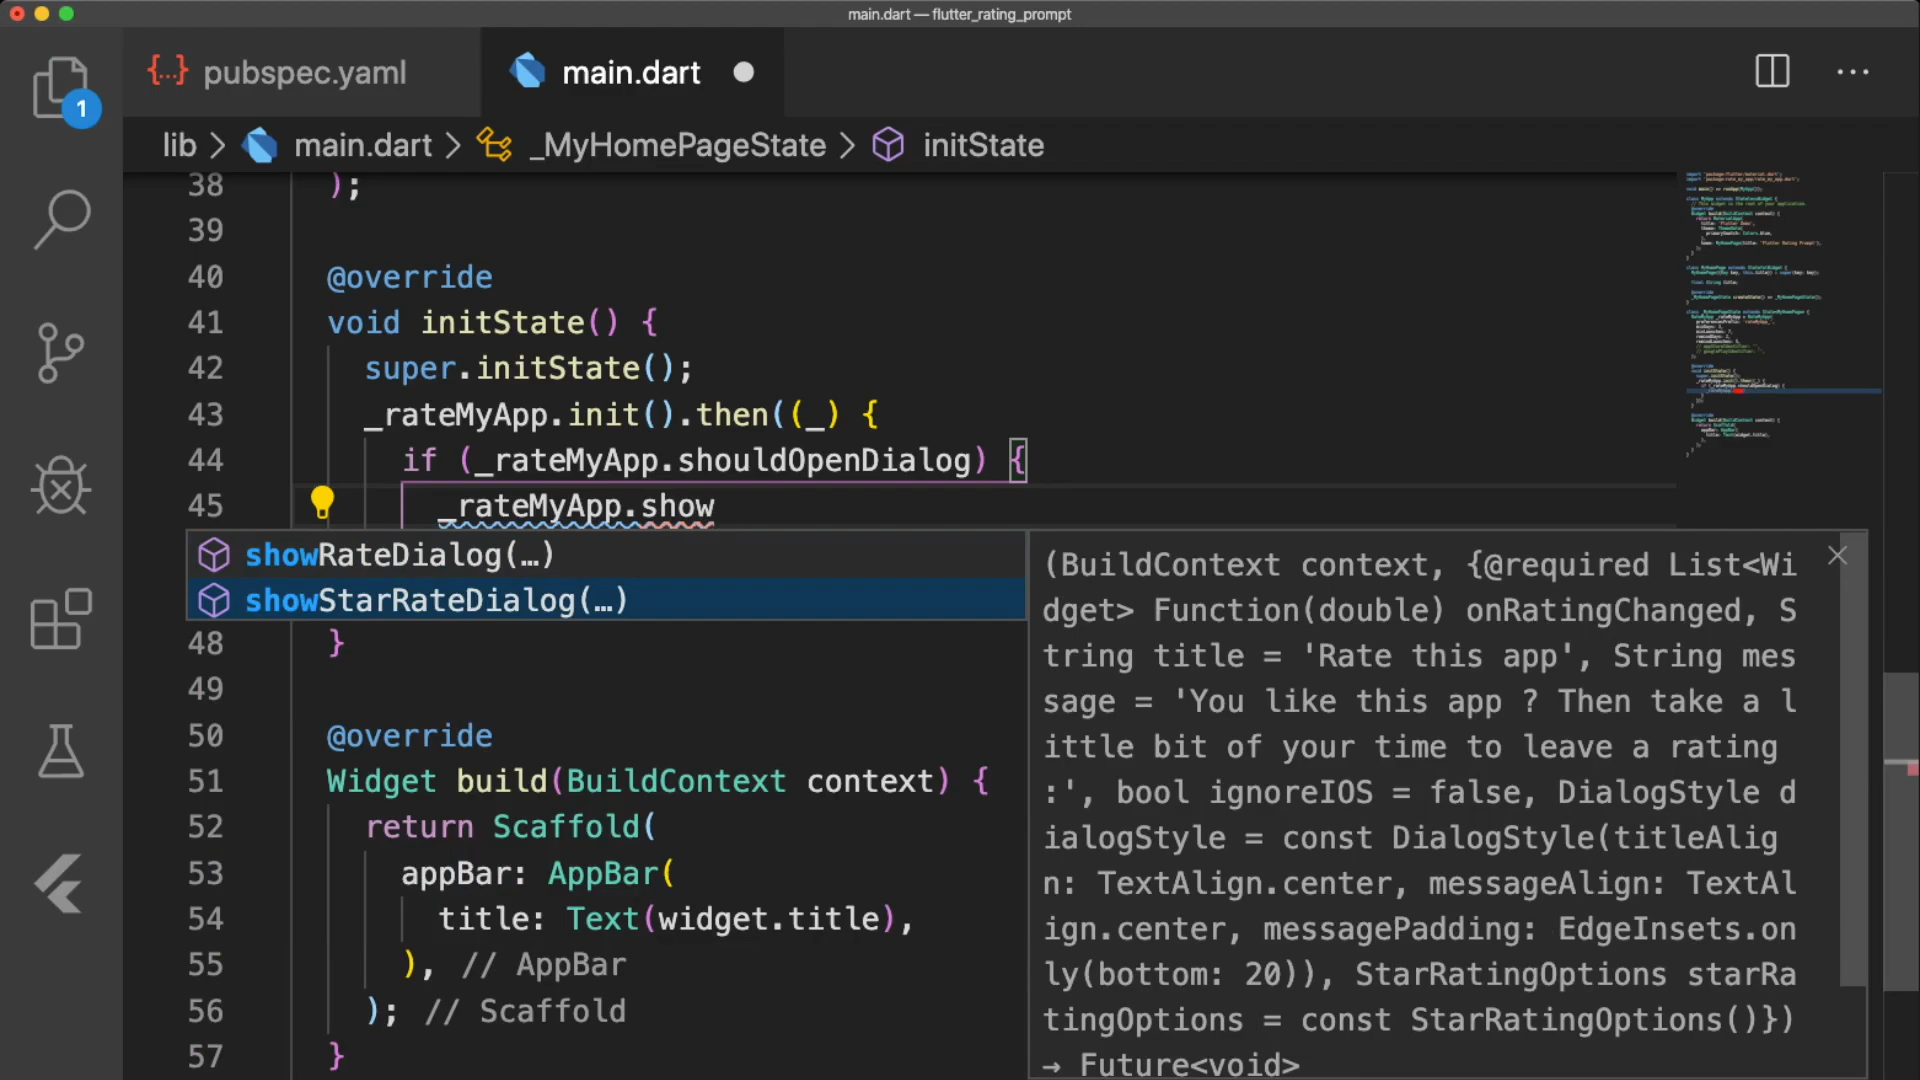 main.dart — flutter_rating_prompt
{...} pubspec.yaml
main.dart
1
lib > main.dart > _MyHomePageState > initState
38 );
39
40 @override
41 void initState() {
42 super.initState();
43 _rateMyApp.init().then((_) {
44 if (_rateMyApp.shouldOpenDialog) {
45 _rateMyApp.show
showRateDialog(…)
showStarRateDialog(…)
48 }
49
50 @override
51 Widget build(BuildContext context) {
52 return Scaffold(
53 appBar: AppBar(
54 title: Text(widget.title),
55 ), // AppBar
56 ); // Scaffold
57 }
(BuildContext context, {@required List<Wi
dget> Function(double) onRatingChanged, S
tring title = 'Rate this app', String mes
sage = 'You like this app ? Then take a l
ittle bit of your time to leave a rating
:', bool ignoreIOS = false, DialogStyle d
ialogStyle = const DialogStyle(titleAlig
n: TextAlign.center, messageAlign: TextAl
ign.center, messagePadding: EdgeInsets.on
ly(bottom: 20)), StarRatingOptions starRa
tingOptions = const StarRatingOptions()})
→ Future<void>